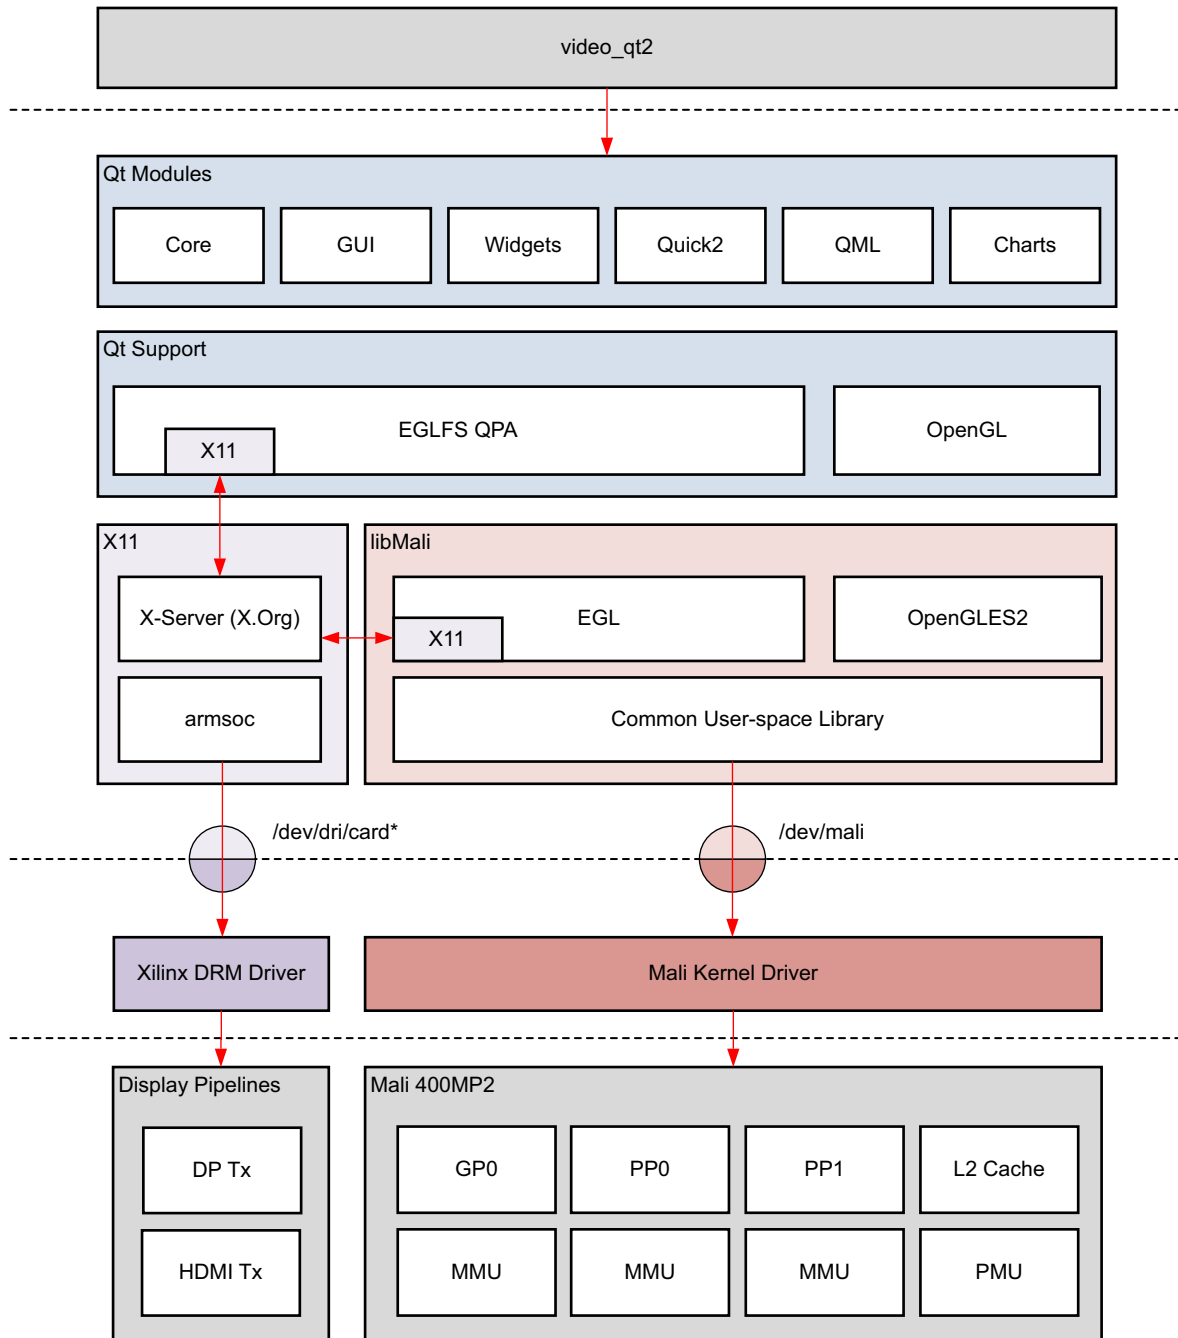 video_qt2
Qt Modules
Core
GUI
Widgets
Quick2
QML
Charts
Qt Support
EGLFS QPA
X11
OpenGL
X11
X-Server (X.Org)
armsoc
libMali
EGL
X11
OpenGLES2
Common User-space Library
/dev/dri/card*
/dev/mali
Xilinx DRM Driver
Mali Kernel Driver
Display Pipelines
DP Tx
HDMI Tx
Mali 400MP2
GP0
PP0
PP1
L2 Cache
MMU
MMU
MMU
PMU